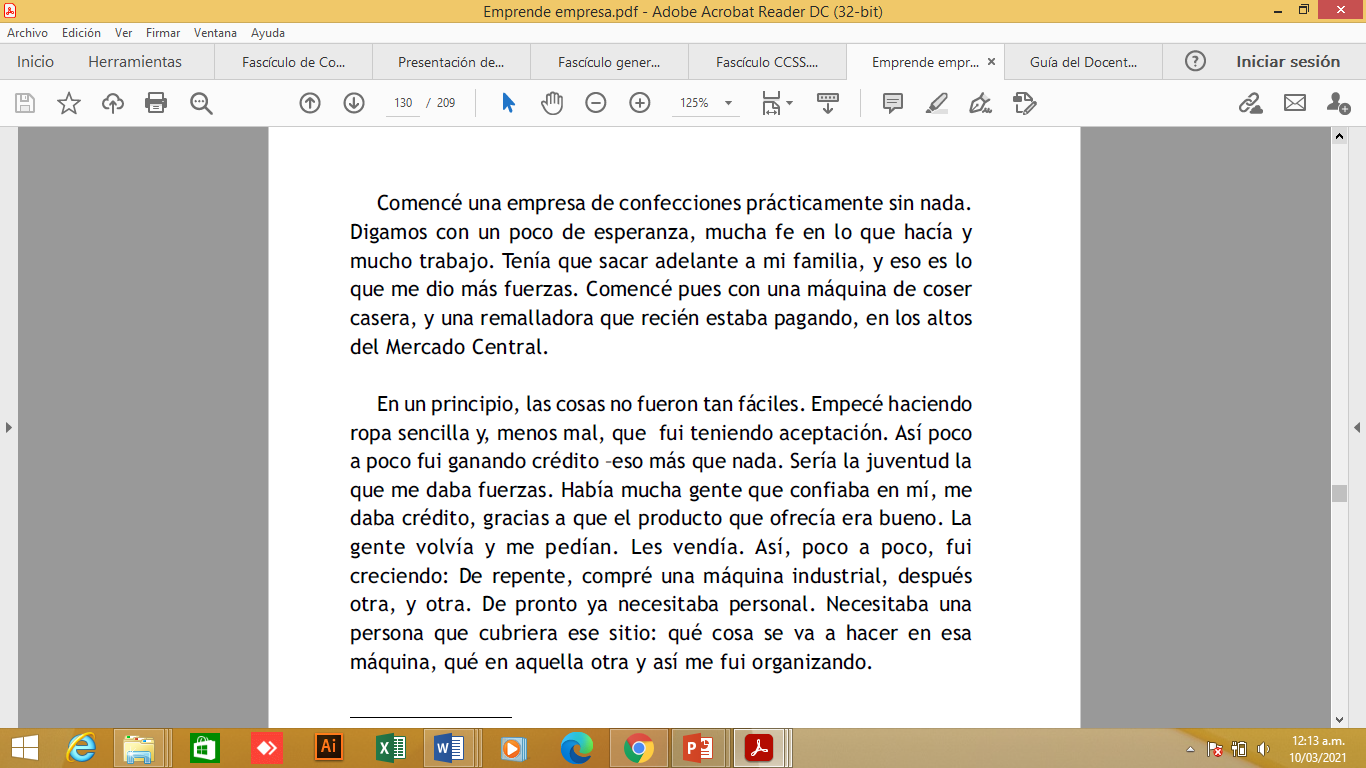 Emprende empresa.pdf - Adobe Acrobat Reader DC (32-bit)
Archivo Edición Ver Firmar Ventana Ayuda
Inicio Herramientas Fascículo de Co... Presentación de... Fascículo gener... Fascículo CCSS.... Emprende empr... Guía del Docent... Iniciar sesión
130 / 209 125%
Comencé una empresa de confecciones prácticamente sin nada.
Digamos con un poco de esperanza, mucha fe en lo que hacía y
mucho trabajo. Tenía que sacar adelante a mi familia, y eso es lo
que me dio más fuerzas. Comencé pues con una máquina de coser
casera, y una remalladora que recién estaba pagando, en los altos
del Mercado Central.
En un principio, las cosas no fueron tan fáciles. Empecé haciendo
ropa sencilla y, menos mal, que fui teniendo aceptación. Así poco
a poco fui ganando crédito –eso más que nada. Sería la juventud la
que me daba fuerzas. Había mucha gente que confiaba en mí, me
daba crédito, gracias a que el producto que ofrecía era bueno. La
gente volvía y me pedían. Les vendía. Así, poco a poco, fui
creciendo: De repente, compré una máquina industrial, después
otra, y otra. De pronto ya necesitaba personal. Necesitaba una
persona que cubriera ese sitio: qué cosa se va a hacer en esa
máquina, qué en aquella otra y así me fui organizando.
Ai
12:13 a.m.
10/03/2021